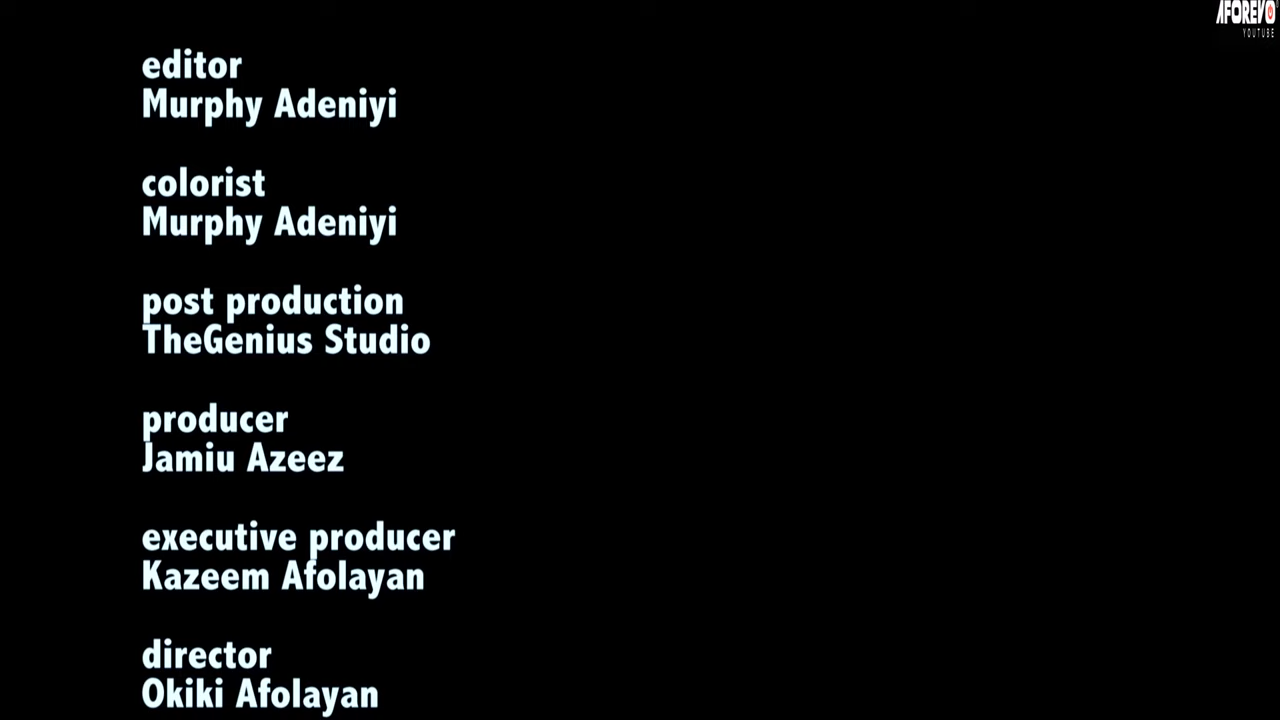 AFOREVO
YOUTUBE
editor
Murphy Adeniyi
colorist
Murphy Adeniyi
post production
TheGenius Studio
producer
Jamiu Azeez
executive producer
Kazeem Afolayan
director
Okiki Afolayan